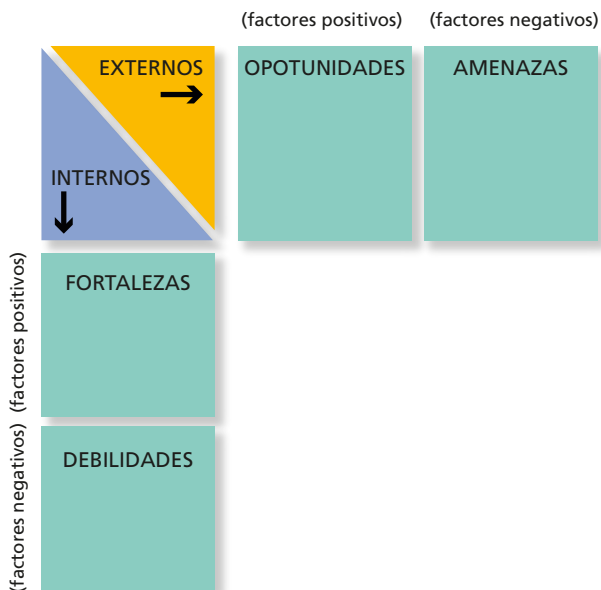 (factores positivos)
(factores negativos)
EXTERNOS
OPOTUNIDADES
AMENAZAS
INTERNOS
(factores positivos)
FORTALEZAS
(factores negativos)
DEBILIDADES